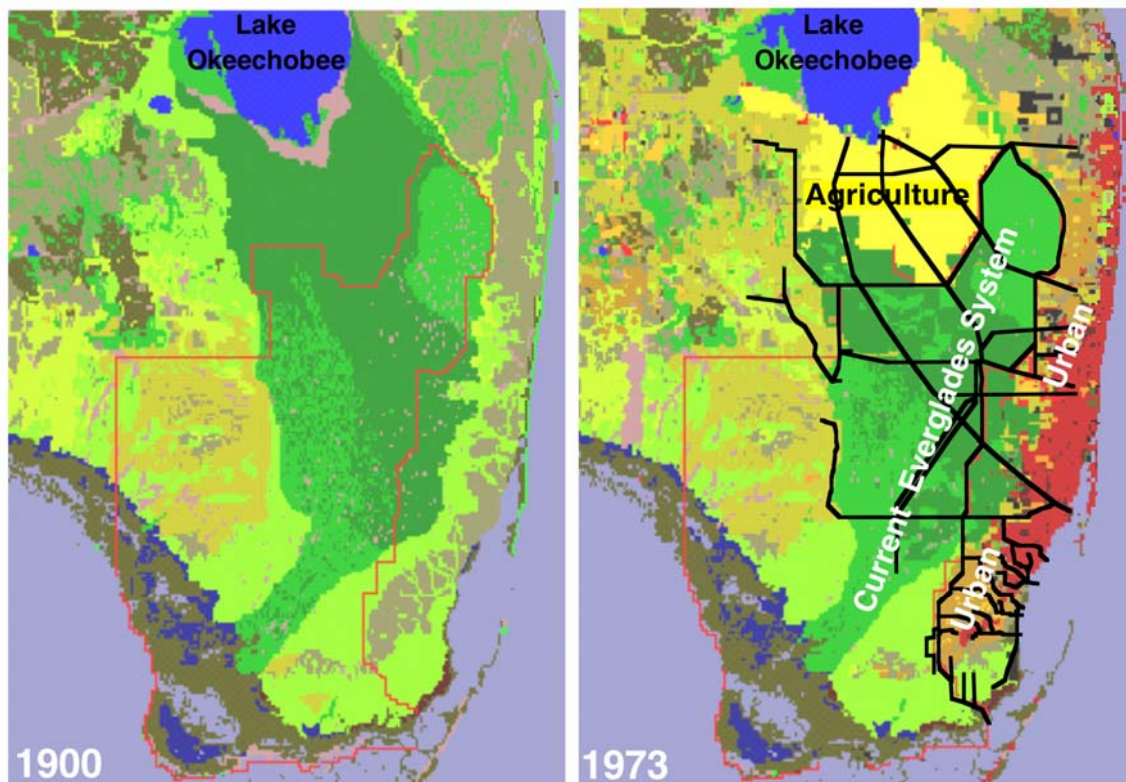 Lake
Okeechobee
1900
Lake
Okeechobee
Agriculture
Current Everglades System
Urban
Urban
1973